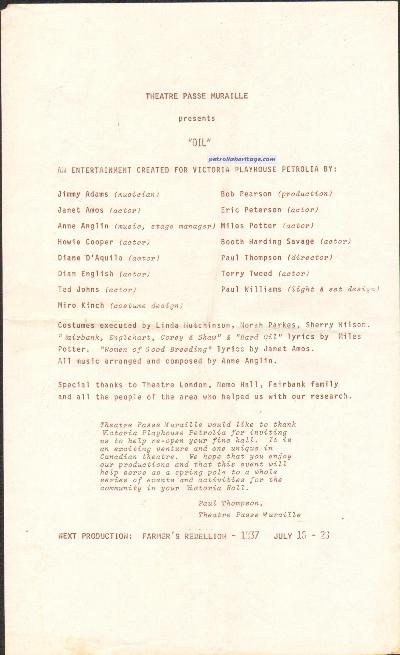 THEATRE PASSE MURAILLE
presents
"OIL"
petroliaheritage.com
AN ENTERTAINMENT CREATED FOR VICTORIA PLAYHOUSE PETROLIA BY:
Jimmy Adams (musician) Bob Pearson (production)
Janet Amos (actor) Eric Peterson (actor)
Anne Anglin (music, stage manager) Milos Potter (actor)
Howie Cooper (actor) Booth Harding Savage (actor)
Diane D'Aquila (actor) Paul Thompson (director)
Dian English (actor) Terry Tweed (actor)
Ted Johns (actor) Paul Williams (light & set design)
Miro Kinch (costume design)
Costumes executed by Linda Hutchinson, Norah Parkes, Sherry Wilson.
"Fairbank, Englehart, Corey & Shaw" & "Hard Oil" lyrics by Miles
Potter. "Women of Good Breeding" lyrics by Janet Amos.
All music arranged and composed by Anne Anglin.
Special thanks to Theatre London, Nemo Hall, Fairbank family
and all the people of the area who helped us with our research.
Theatre Passe Muraille would like to thank
Victoria Playhouse Petrolia for inviting
us to help re-open your fine hall. It is
an exciting venture and one unique in
Canadian theatre. We hope that you enjoy
our productions and that this event will
help serve as a spring pole to a whole
series of events and activities for the
community in your Victoria Hall.
Paul Thompson,
Theatre Passe Muraille
NEXT PRODUCTION: FARMER'S REBELLION - 1837 JULY 16 - 23